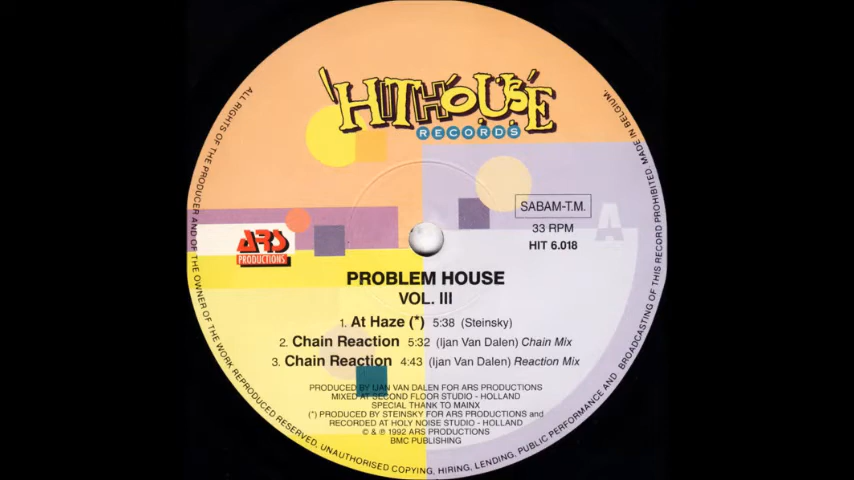 HITHOUSE
RECORDS
SABAM-T.M.
33 RPM
HIT 6.018
A
ARS
PRODUCTIONS
PROBLEM HOUSE
VOL. III
1. At Haze (*) 5:38 (Steinsky)
2. Chain Reaction 5:32 (Ijan Van Dalen) Chain Mix
3. Chain Reaction 4:43 (Ijan Van Dalen) Reaction Mix
PRODUCED BY IJAN VAN DALEN FOR ARS PRODUCTIONS
MIXED AT SECOND FLOOR STUDIO - HOLLAND
SPECIAL THANK TO MAINX
(*) PRODUCED BY STEINSKY FOR ARS PRODUCTIONS and
RECORDED AT HOLY NOISE STUDIO - HOLLAND
© & ℗ 1992 ARS PRODUCTIONS
BMC PUBLISHING
ALL RIGHTS OF THE PRODUCER AND OF THE OWNER OF THE WORK REPRODUCED RESERVED, UNAUTHORISED COPYING, HIRING, LENDING, PUBLIC PERFORMANCE AND BROADCASTING OF THIS RECORD PROHIBITED MADE IN BELGIUM.